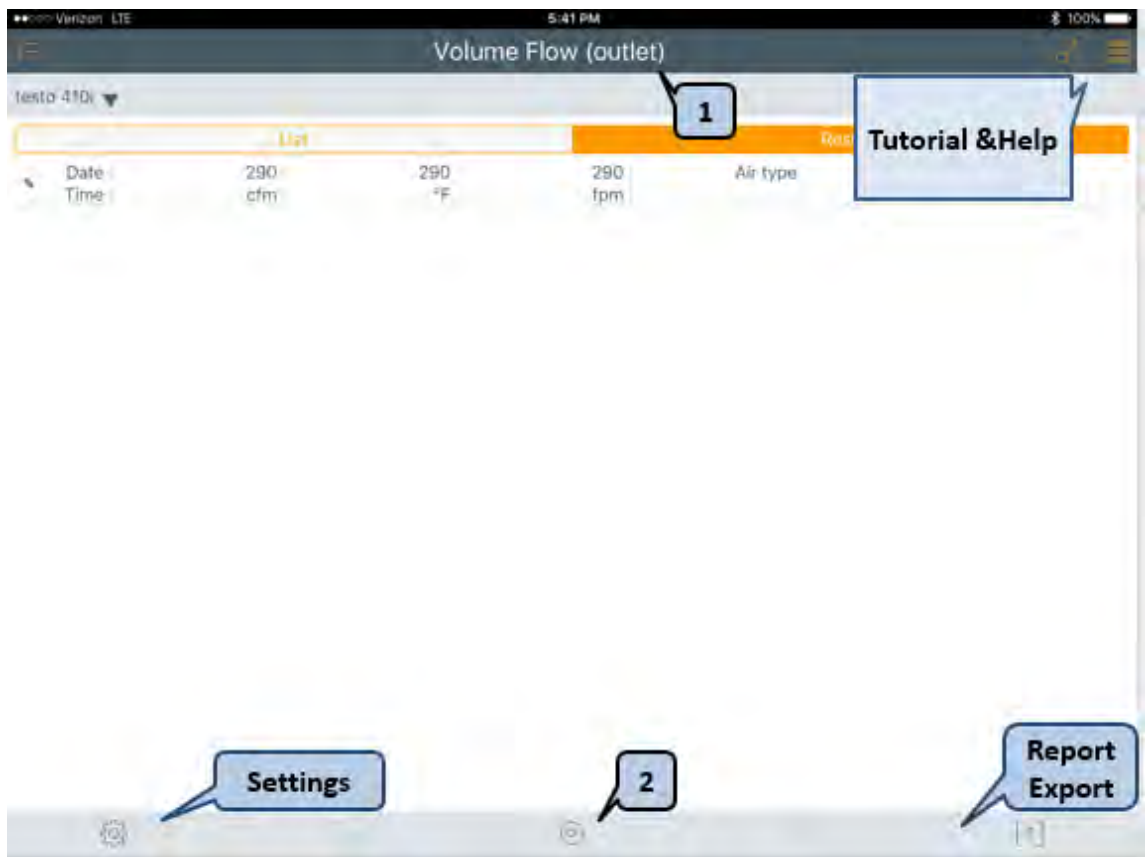 Verizon LTE 5:41 PM 100%
Volume Flow (outlet)
testo 410i
1
Tutorial &Help
List
Date 290 290 290 Air type
Time cfm °F fpm
Settings
2
Report
Export